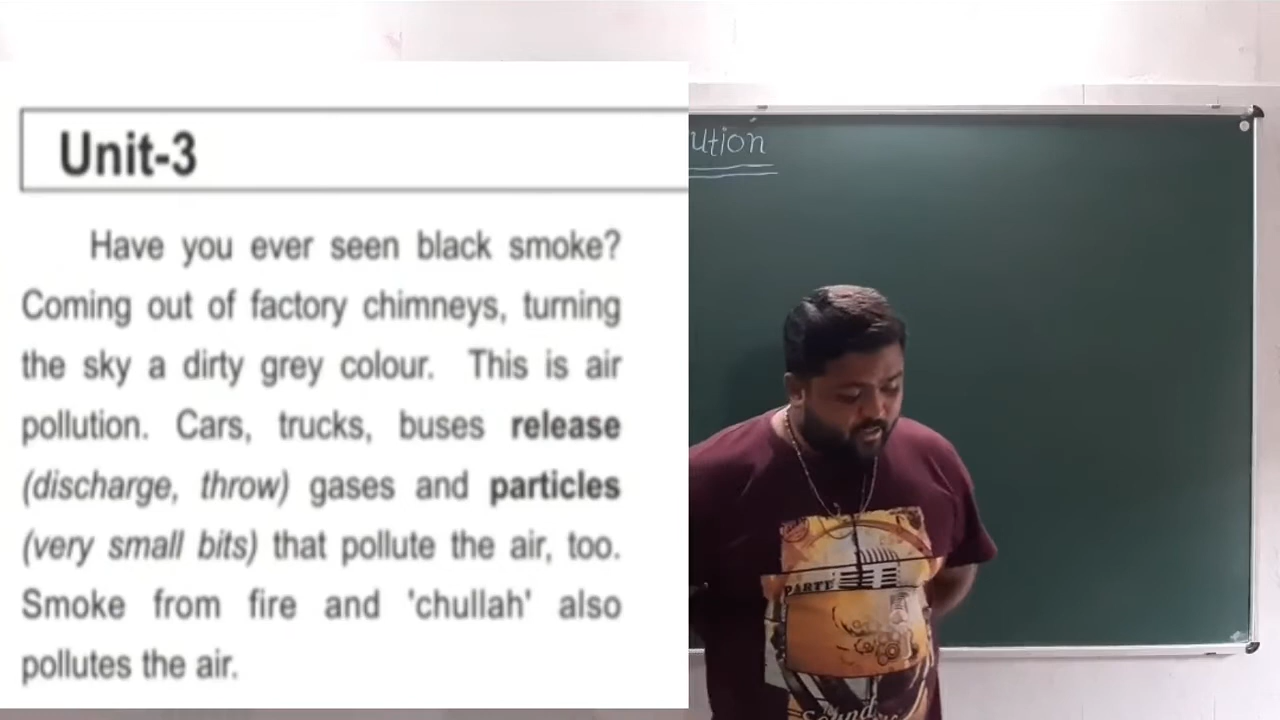 Unit-3
Have you ever seen black smoke?
Coming out of factory chimneys, turning
the sky a dirty grey colour. This is air
pollution. Cars, trucks, buses release
(discharge, throw) gases and particles
(very small bits) that pollute the air, too.
Smoke from fire and 'chullah' also
pollutes the air.
ution
PARTY
Sound